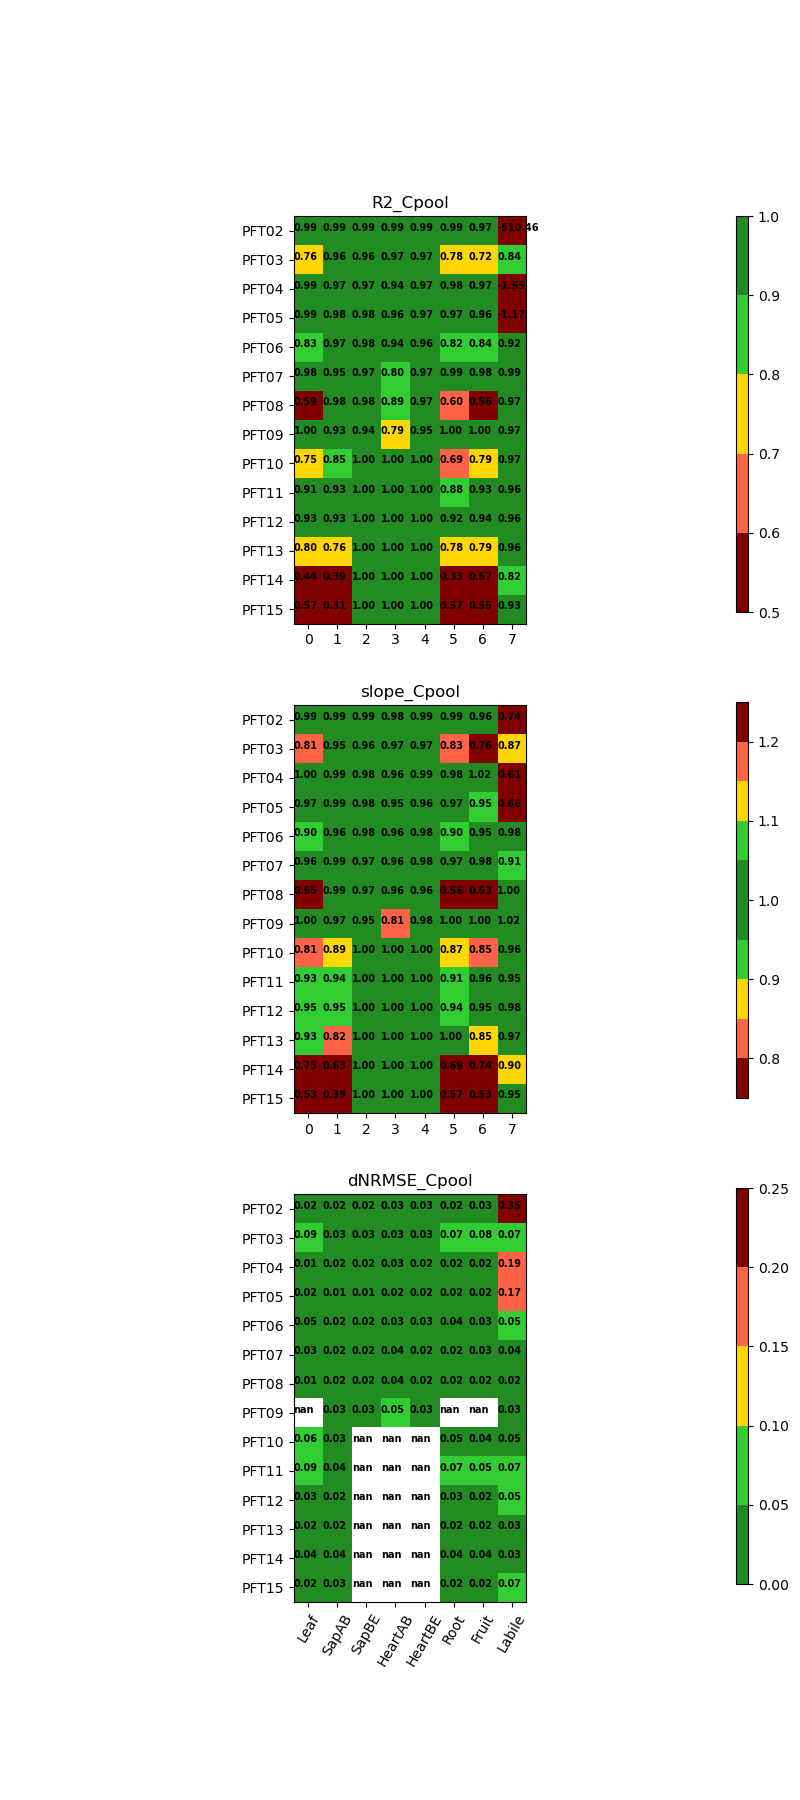 R2_Cpool
PFT02 0.99 0.99 0.99 0.99 0.99 0.99 0.97 -510.46
PFT03 0.76 0.96 0.96 0.97 0.97 0.78 0.72 0.84
PFT04 0.99 0.97 0.97 0.94 0.97 0.98 0.97 -1.55
PFT05 0.99 0.98 0.98 0.96 0.97 0.97 0.96 -1.17
PFT06 0.83 0.97 0.98 0.94 0.96 0.82 0.84 0.92
PFT07 0.98 0.95 0.97 0.80 0.97 0.99 0.98 0.99
PFT08 0.59 0.98 0.98 0.89 0.97 0.60 0.56 0.97
PFT09 1.00 0.93 0.94 0.79 0.95 1.00 1.00 0.97
PFT10 0.75 0.85 1.00 1.00 1.00 0.69 0.79 0.97
PFT11 0.91 0.93 1.00 1.00 1.00 0.88 0.93 0.96
PFT12 0.93 0.93 1.00 1.00 1.00 0.92 0.94 0.96
PFT13 0.80 0.76 1.00 1.00 1.00 0.78 0.79 0.96
PFT14 0.44 0.39 1.00 1.00 1.00 0.33 0.57 0.82
PFT15 0.57 0.31 1.00 1.00 1.00 0.57 0.55 0.93
0 1 2 3 4 5 6 7
1.0
0.9
0.8
0.7
0.6
0.5
slope_Cpool
PFT02 0.99 0.99 0.99 0.98 0.99 0.99 0.96 0.74
PFT03 0.81 0.95 0.96 0.97 0.97 0.83 0.76 0.87
PFT04 1.00 0.99 0.98 0.96 0.99 0.98 1.02 0.61
PFT05 0.97 0.99 0.98 0.95 0.96 0.97 0.95 0.66
PFT06 0.90 0.96 0.98 0.96 0.98 0.90 0.95 0.98
PFT07 0.96 0.99 0.97 0.96 0.98 0.97 0.98 0.91
PFT08 0.55 0.99 0.97 0.96 0.96 0.56 0.53 1.00
PFT09 1.00 0.97 0.95 0.81 0.98 1.00 1.00 1.02
PFT10 0.81 0.89 1.00 1.00 1.00 0.87 0.85 0.96
PFT11 0.93 0.94 1.00 1.00 1.00 0.91 0.96 0.95
PFT12 0.95 0.95 1.00 1.00 1.00 0.94 0.95 0.98
PFT13 0.93 0.82 1.00 1.00 1.00 1.00 0.85 0.97
PFT14 0.75 0.63 1.00 1.00 1.00 0.69 0.74 0.90
PFT15 0.53 0.39 1.00 1.00 1.00 0.57 0.53 0.95
0 1 2 3 4 5 6 7
1.2
1.1
1.0
0.9
0.8
dNRMSE_Cpool
PFT02 0.02 0.02 0.02 0.03 0.03 0.02 0.03 0.35
PFT03 0.09 0.03 0.03 0.03 0.03 0.07 0.08 0.07
PFT04 0.01 0.02 0.02 0.03 0.02 0.02 0.02 0.19
PFT05 0.02 0.01 0.01 0.02 0.02 0.02 0.02 0.17
PFT06 0.05 0.02 0.02 0.03 0.03 0.04 0.03 0.05
PFT07 0.03 0.02 0.02 0.04 0.02 0.02 0.03 0.04
PFT08 0.01 0.02 0.02 0.04 0.02 0.02 0.02 0.02
PFT09 nan 0.03 0.03 0.05 0.03 nan nan 0.03
PFT10 0.06 0.03 nan nan nan 0.05 0.04 0.05
PFT11 0.09 0.04 nan nan nan 0.07 0.05 0.07
PFT12 0.03 0.02 nan nan nan 0.03 0.02 0.05
PFT13 0.02 0.02 nan nan nan 0.02 0.02 0.03
PFT14 0.04 0.04 nan nan nan 0.04 0.04 0.03
PFT15 0.02 0.03 nan nan nan 0.02 0.02 0.07
Leaf SapAB SapBE HeartAB HeartBE Root Fruit Labile
0.25
0.20
0.15
0.10
0.05
0.00